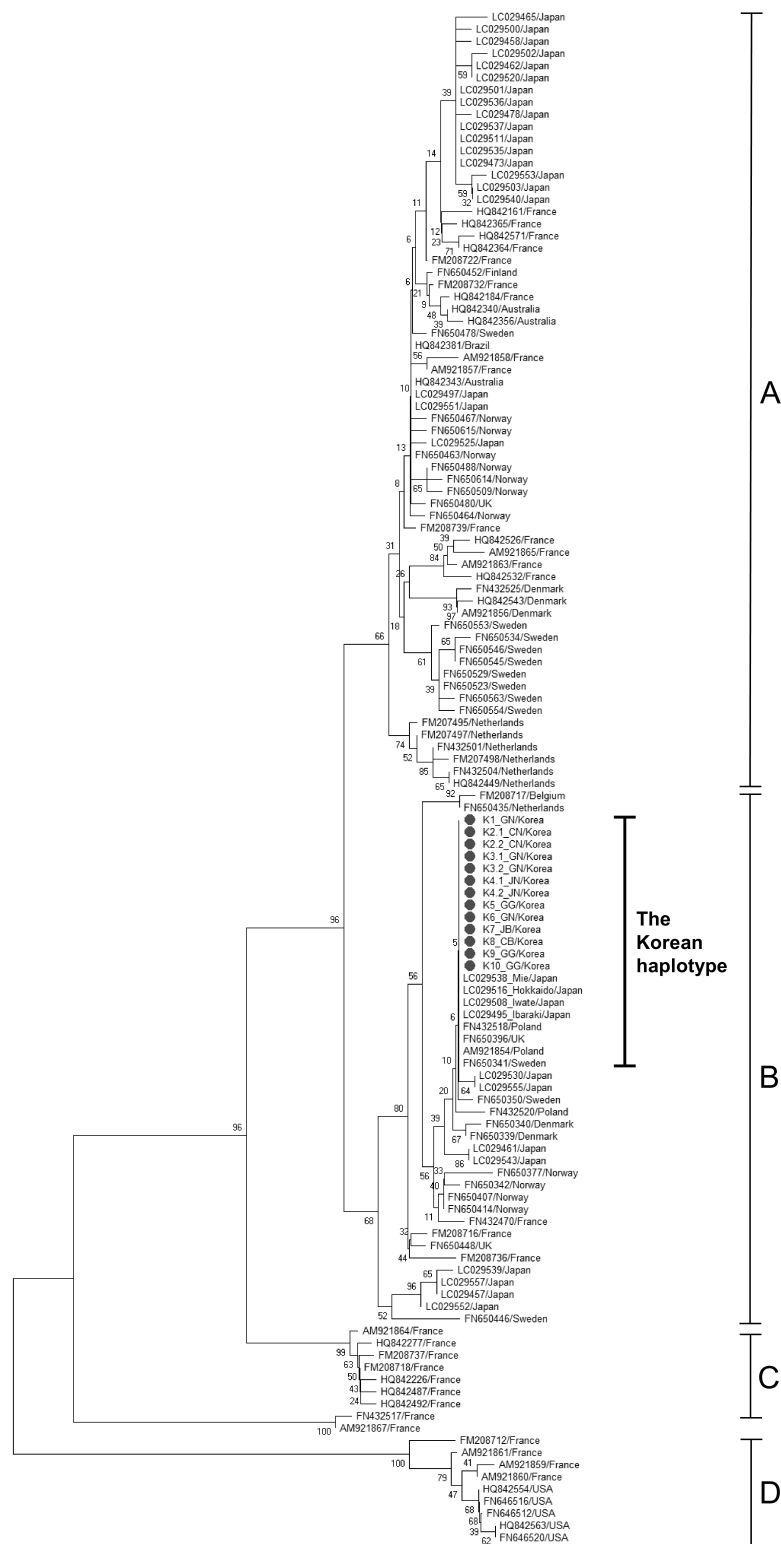 LC029465/Japan
LC029500/Japan
LC029458/Japan
LC029502/Japan
LC029462/Japan
59
LC029520/Japan
LC029501/Japan
39
LC029536/Japan
LC029478/Japan
LC029537/Japan
LC029511/Japan
LC029535/Japan
14
LC029473/Japan
LC029553/Japan
59
LC029503/Japan
32
LC029540/Japan
11
HQ842161/France
HQ842365/France
12
23
HQ842571/France
71
HQ842364/France
6
FM208722/France
FN650452/Finland
6
FM208732/France
21
HQ842184/France
9
HQ842340/Australia
48
39
HQ842356/Australia
FN650478/Sweden
HQ842381/Brazil
56
AM921858/France
AM921857/France
10
HQ842343/Australia
LC029497/Japan
LC029551/Japan
FN650467/Norway
FN650615/Norway
LC029525/Japan
13
FN650463/Norway
FN650488/Norway
FN650614/Norway
8
65
FN650509/Norway
FN650480/UK
FN650464/Norway
FM208739/France
39
HQ842526/France
31
50
AM921865/France
84
AM921863/France
26
HQ842532/France
FN432525/Denmark
93
HQ842543/Denmark
97
AM921856/Denmark
18
FN650553/Sweden
66
65
FN650534/Sweden
FN650546/Sweden
61
FN650545/Sweden
FN650529/Sweden
39
FN650523/Sweden
FN650563/Sweden
FN650554/Sweden
FM207495/Netherlands
FM207497/Netherlands
74
FN432501/Netherlands
52
FM207498/Netherlands
85
FN432504/Netherlands
65
HQ842449/Netherlands
A
92
FM208717/Belgium
FN650435/Netherlands
K1_GN/Korea
K2.1_CN/Korea
K2.2_CN/Korea
K3.1_GN/Korea
K3.2_GN/Korea
K4.1_JN/Korea
K4.2_JN/Korea
K5_GG/Korea
K6_GN/Korea
K7_JB/Korea
96
5
K8_CB/Korea
K9_GG/Korea
K10_GG/Korea
The
Korean
haplotype
56
LC029538_Mie/Japan
LC029516_Hokkaido/Japan
LC029508_Iwate/Japan
6
LC029495_Ibaraki/Japan
FN432518/Poland
FN650396/UK
AM921854/Poland
10
FN650341/Sweden
LC029530/Japan
64
LC029555/Japan
20
FN650350/Sweden
80
FN432520/Poland
39
FN650340/Denmark
67
FN650339/Denmark
96
LC029461/Japan
86
LC029543/Japan
56
33
FN650377/Norway
40
FN650342/Norway
FN650407/Norway
FN650414/Norway
11
FN432470/France
68
32
FM208716/France
FN650448/UK
44
FM208736/France
65
LC029539/Japan
96
LC029557/Japan
LC029457/Japan
LC029552/Japan
52
FN650446/Sweden
B
AM921864/France
99
HQ842277/France
63
FM208737/France
50
FM208718/France
43
HQ842226/France
HQ842487/France
24
HQ842492/France
C
FN432517/France
100
AM921867/France
FM208712/France
100
AM921861/France
79
41
AM921859/France
AM921860/France
47
HQ842554/USA
FN646516/USA
68
FN646512/USA
68
39
HQ842563/USA
62
FN646520/USA
D